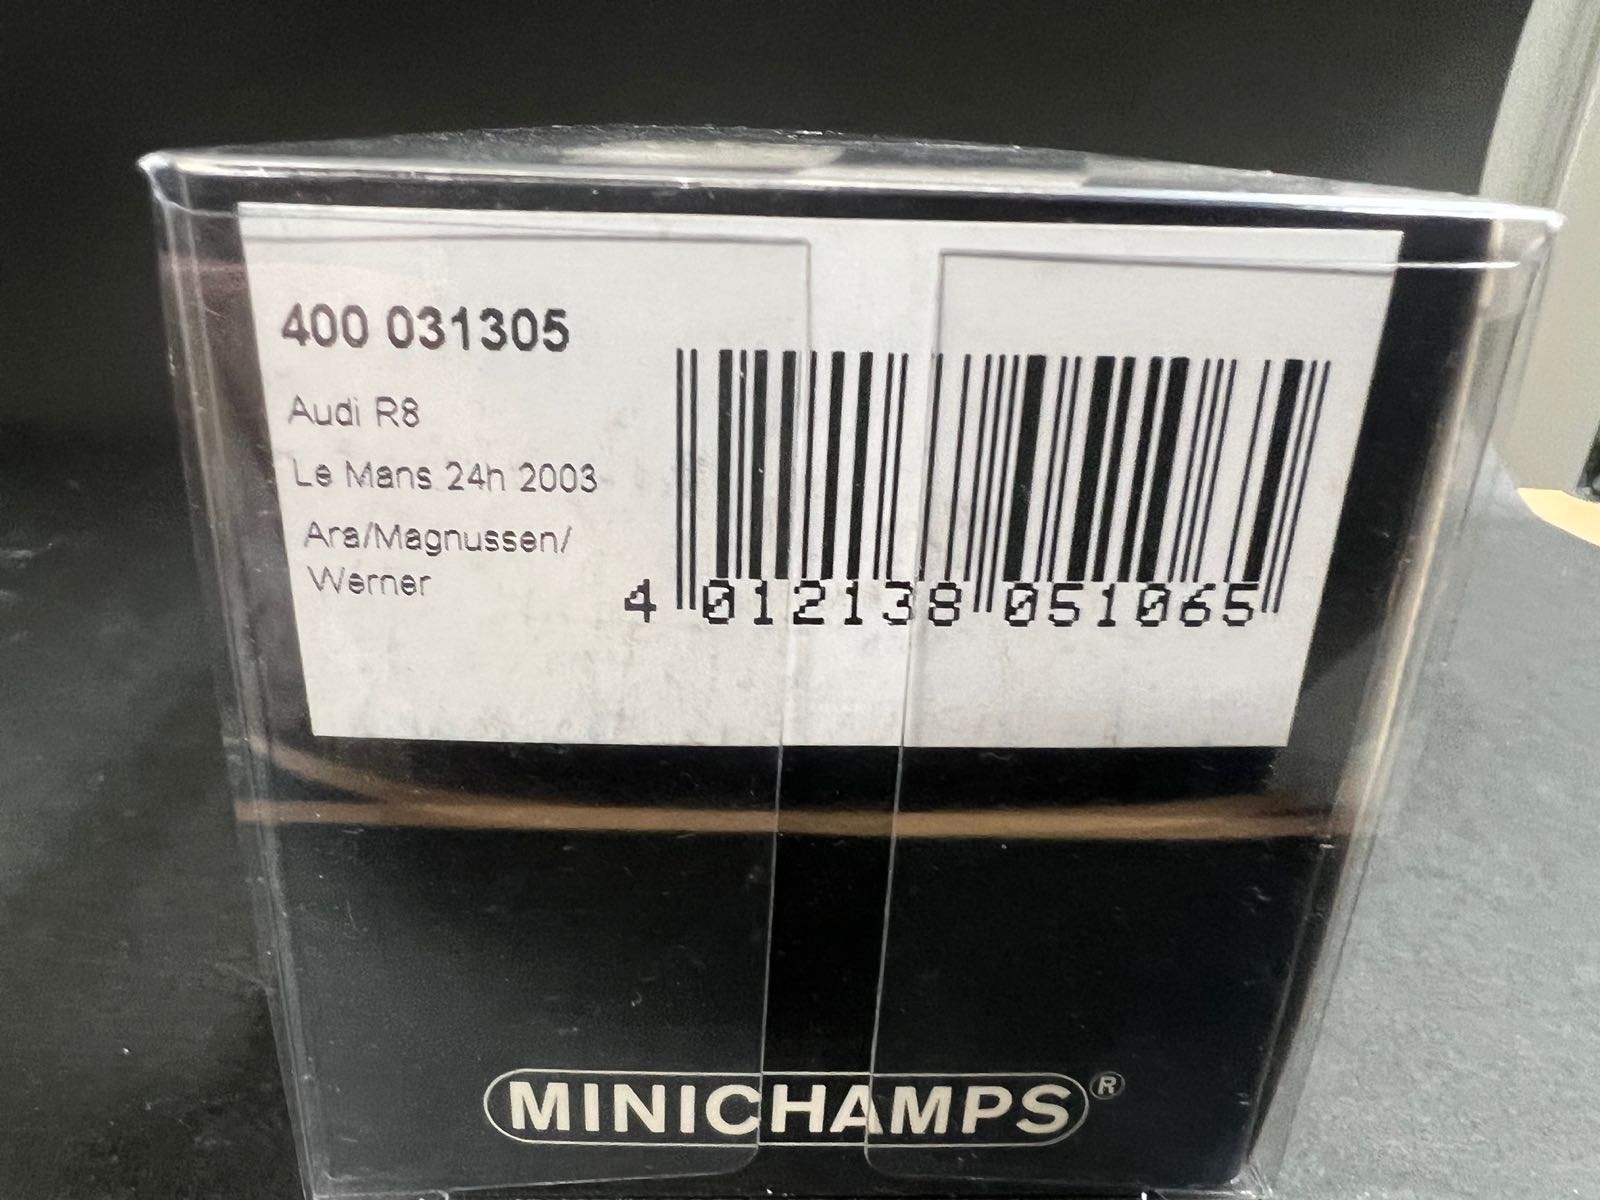 400 031305
Audi R8
Le Mans 24h 2003
Ara/Magnussen/
Werner
4 012138 051065
MINICHAMPS®